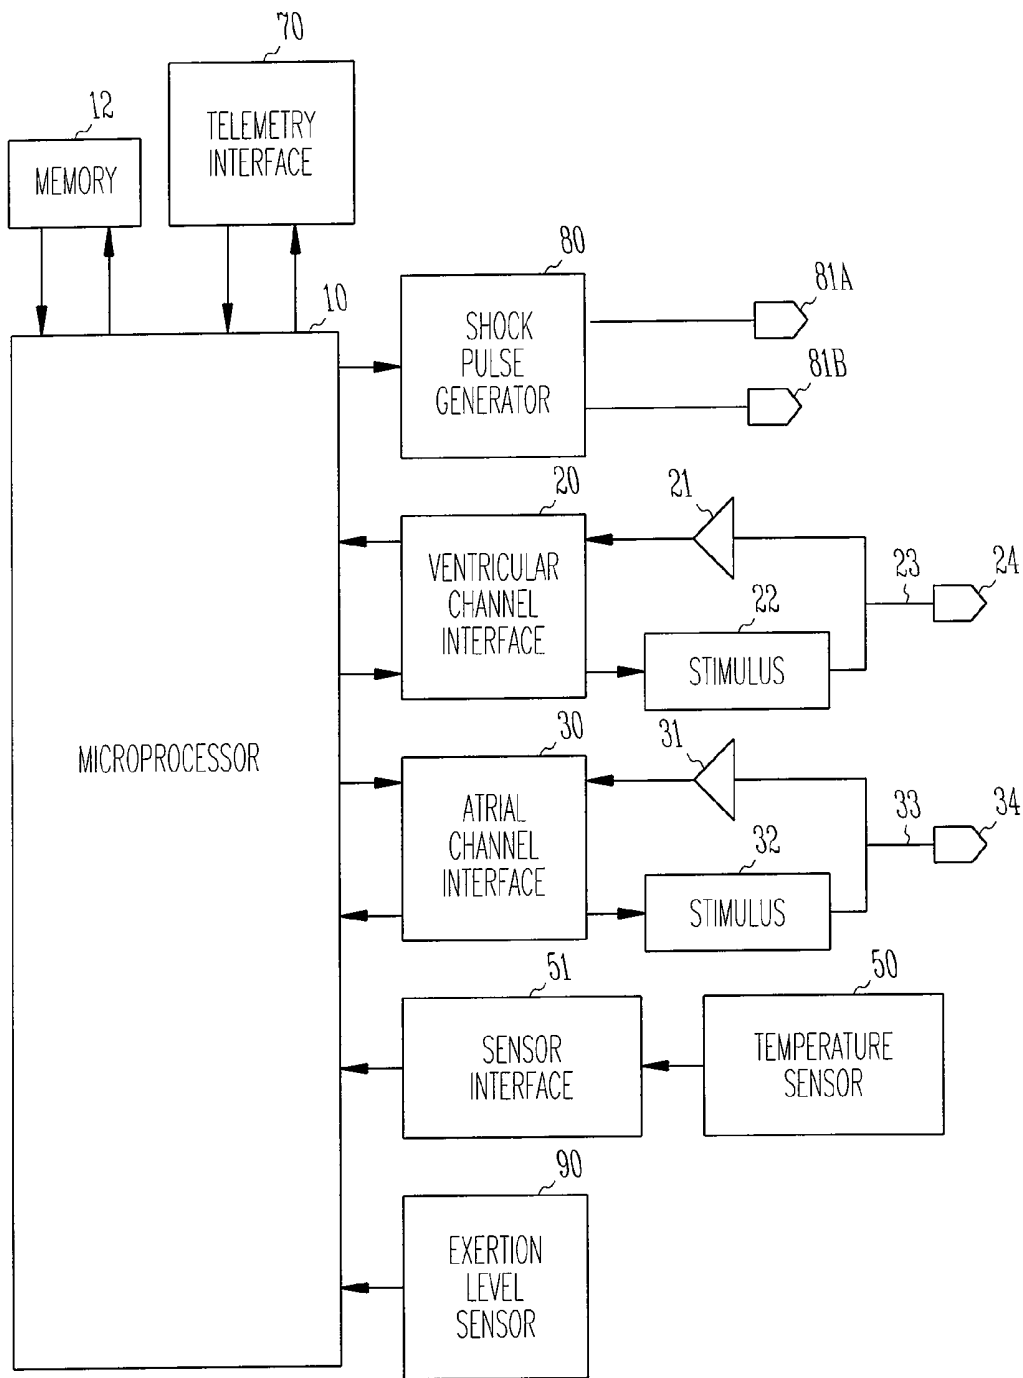 70
12
TELEMETRY
INTERFACE
MEMORY
10
80
SHOCK
PULSE
GENERATOR
81A
81B
20
VENTRICULAR
CHANNEL
INTERFACE
21
22
STIMULUS
23
24
MICROPROCESSOR
30
ATRIAL
CHANNEL
INTERFACE
31
32
STIMULUS
33
34
51
SENSOR
INTERFACE
50
TEMPERATURE
SENSOR
90
EXERTION
LEVEL
SENSOR